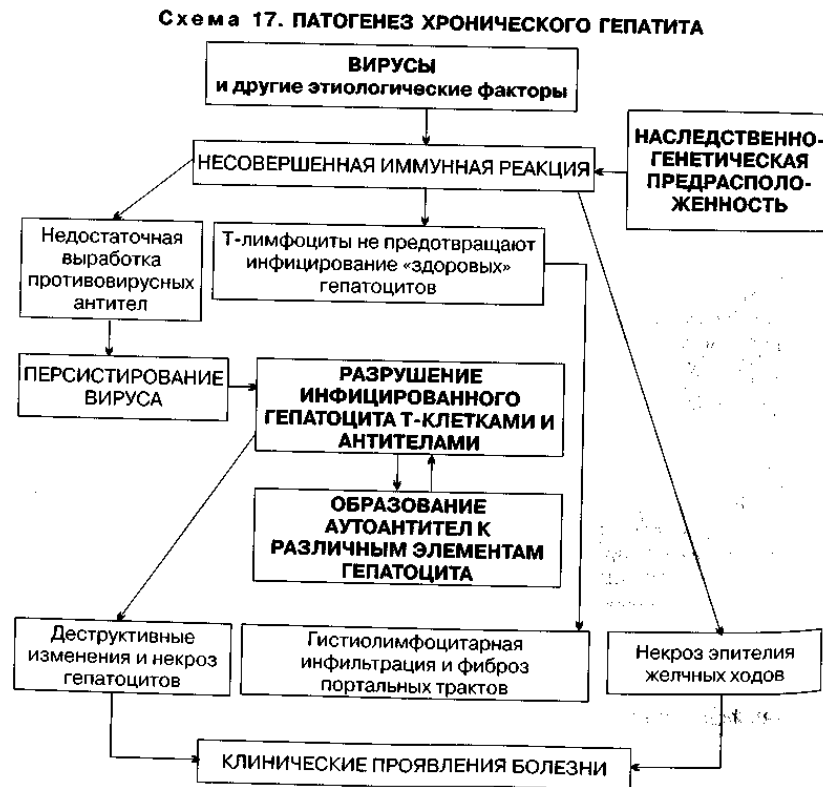 Схема 17. ПАТОГЕНЕЗ ХРОНИЧЕСКОГО ГЕПАТИТА
ВИРУСЫ
и другие этиологические факторы
НАСЛЕДСТВЕННО-
ГЕНЕТИЧЕСКАЯ
ПРЕДРАСПОЛО-
ЖЕННОСТЬ
НЕСОВЕРШЕННАЯ ИММУННАЯ РЕАКЦИЯ
Недостаточная
выработка
противовирусных
антител
Т-лимфоциты не предотвращают
инфицирование «здоровых»
гепатоцитов
ПЕРСИСТИРОВАНИЕ
ВИРУСА
РАЗРУШЕНИЕ
ИНФИЦИРОВАННОГО
ГЕПАТОЦИТА Т-КЛЕТКАМИ И
АНТИТЕЛАМИ
ОБРАЗОВАНИЕ
АУТОАНТИТЕЛ К
РАЗЛИЧНЫМ ЭЛЕМЕНТАМ
ГЕПАТОЦИТА
Деструктивные
изменения и некроз
гепатоцитов
Гистиолимфоцитарная
инфильтрация и фиброз
портальных трактов
Некроз эпителия
желчных ходов
КЛИНИЧЕСКИЕ ПРОЯВЛЕНИЯ БОЛЕЗНИ